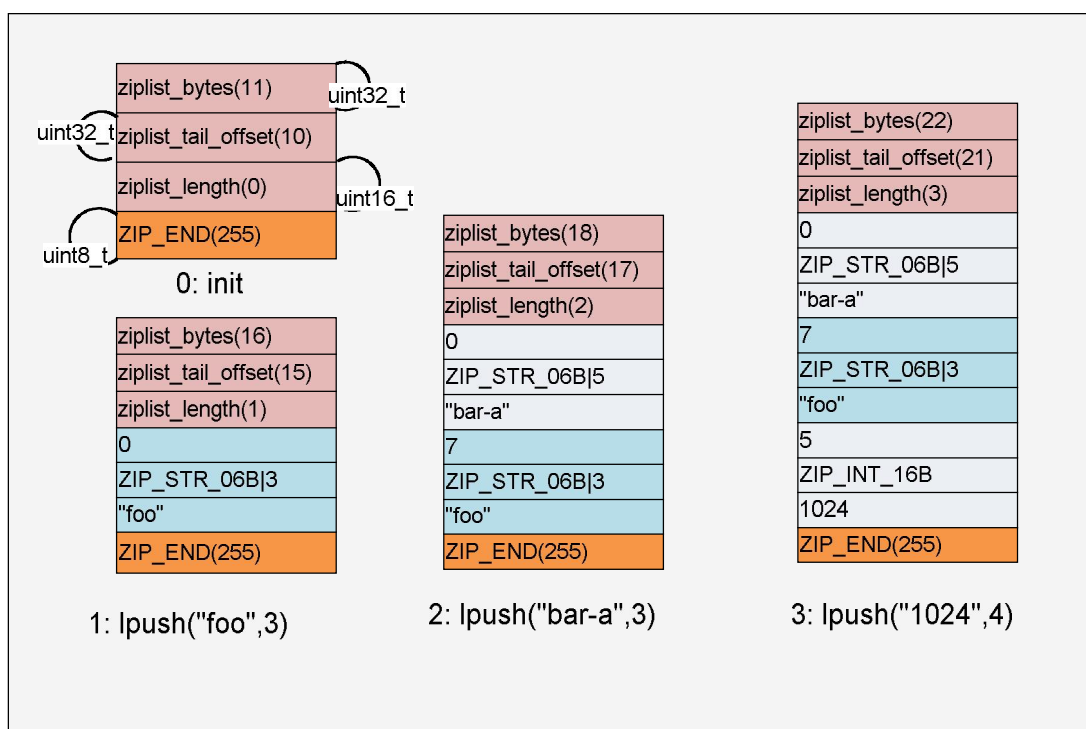 ziplist_bytes(11)
uint32_t
uint32_t
ziplist_tail_offset(10)
ziplist_length(0)
uint16_t
ZIP_END(255)
uint8_t
0: init
ziplist_bytes(16)
ziplist_tail_offset(15)
ziplist_length(1)
0
ZIP_STR_06B|3
"foo"
ZIP_END(255)
1: lpush("foo",3)
ziplist_bytes(18)
ziplist_tail_offset(17)
ziplist_length(2)
0
ZIP_STR_06B|5
"bar-a"
7
ZIP_STR_06B|3
"foo"
ZIP_END(255)
2: lpush("bar-a",3)
ziplist_bytes(22)
ziplist_tail_offset(21)
ziplist_length(3)
0
ZIP_STR_06B|5
"bar-a"
7
ZIP_STR_06B|3
"foo"
5
ZIP_INT_16B
1024
ZIP_END(255)
3: lpush("1024",4)